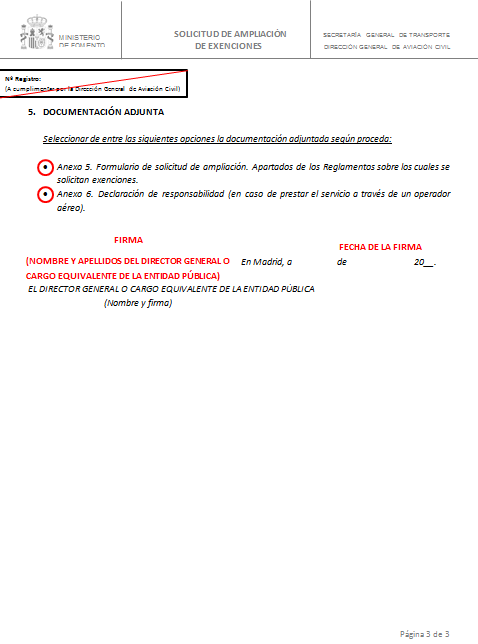 MINISTERIO
DE FOMENTO
SOLICITUD DE AMPLIACIÓN
DE EXENCIONES
SECRETARÍA GENERAL DE TRANSPORTE
DIRECCIÓN GENERAL DE AVIACIÓN CIVIL
Nº Registro:
(A cumplimentar por la Dirección General de Aviación Civil)
5. DOCUMENTACIÓN ADJUNTA
Seleccionar de entre las siguientes opciones la documentación adjuntada según proceda:
• Anexo 5. Formulario de solicitud de ampliación. Apartados de los Reglamentos sobre los cuales se
solicitan exenciones.
• Anexo 6. Declaración de responsabilidad (en caso de prestar el servicio a través de un operador
aéreo).
FIRMA
FECHA DE LA FIRMA
(NOMBRE Y APELLIDOS DEL DIRECTOR GENERAL O
CARGO EQUIVALENTE DE LA ENTIDAD PÚBLICA)
En Madrid, a de 20__.
EL DIRECTOR GENERAL O CARGO EQUIVALENTE DE LA ENTIDAD PÚBLICA
(Nombre y firma)
Página 3 de 3